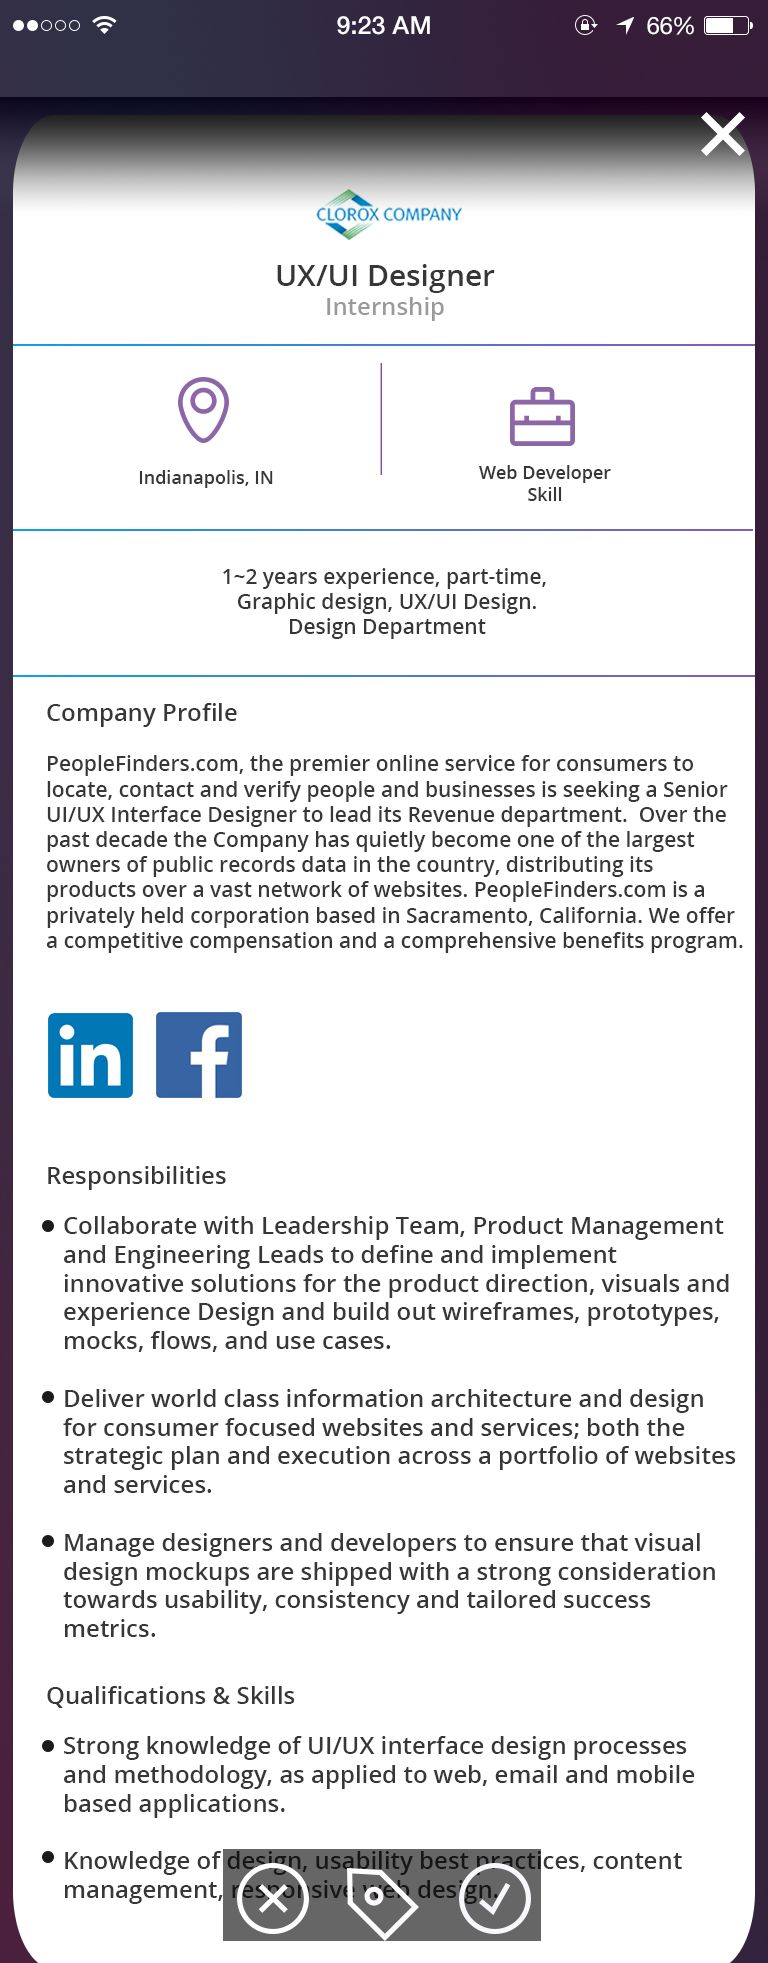 9:23 AM
66%
CLOROX COMPANY
UX/UI Designer
Internship
Indianapolis, IN
Web Developer
Skill
1~2 years experience, part-time,
Graphic design, UX/UI Design.
Design Department
Company Profile
PeopleFinders.com, the premier online service for consumers to
locate, contact and verify people and businesses is seeking a Senior
UI/UX Interface Designer to lead its Revenue department.  Over the
past decade the Company has quietly become one of the largest
owners of public records data in the country, distributing its
products over a vast network of websites. PeopleFinders.com is a
privately held corporation based in Sacramento, California. We offer
a competitive compensation and a comprehensive benefits program.
in f
Responsibilities
● Collaborate with Leadership Team, Product Management
and Engineering Leads to define and implement
innovative solutions for the product direction, visuals and
experience Design and build out wireframes, prototypes,
mocks, flows, and use cases.
● Deliver world class information architecture and design
for consumer focused websites and services; both the
strategic plan and execution across a portfolio of websites
and services.
● Manage designers and developers to ensure that visual
design mockups are shipped with a strong consideration
towards usability, consistency and tailored success
metrics.
Qualifications & Skills
● Strong knowledge of UI/UX interface design processes
and methodology, as applied to web, email and mobile
based applications.
● Knowledge of design, usability best practices, content
management, responsive web design.